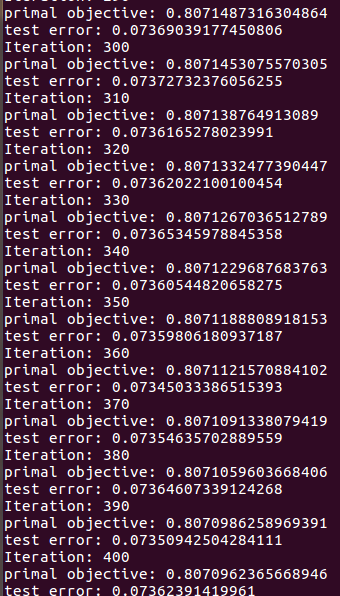 primal objective: 0.8071487316304864
test error: 0.07369039177450806
Iteration: 300
primal objective: 0.8071453075570305
test error: 0.07372732376056255
Iteration: 310
primal objective: 0.807138764913089
test error: 0.0736165278023991
Iteration: 320
primal objective: 0.8071332477390447
test error: 0.07362022100100454
Iteration: 330
primal objective: 0.8071267036512789
test error: 0.07365345978845358
Iteration: 340
primal objective: 0.8071229687683763
test error: 0.07360544820658275
Iteration: 350
primal objective: 0.8071188808918153
test error: 0.07359806180937187
Iteration: 360
primal objective: 0.8071121570884102
test error: 0.07345033386515393
Iteration: 370
primal objective: 0.8071091338079419
test error: 0.07354635702889559
Iteration: 380
primal objective: 0.8071059603668406
test error: 0.07364607339124268
Iteration: 390
primal objective: 0.8070986258969391
test error: 0.07350942504284111
Iteration: 400
primal objective: 0.8070962365668946
test error: 0.07362391419961